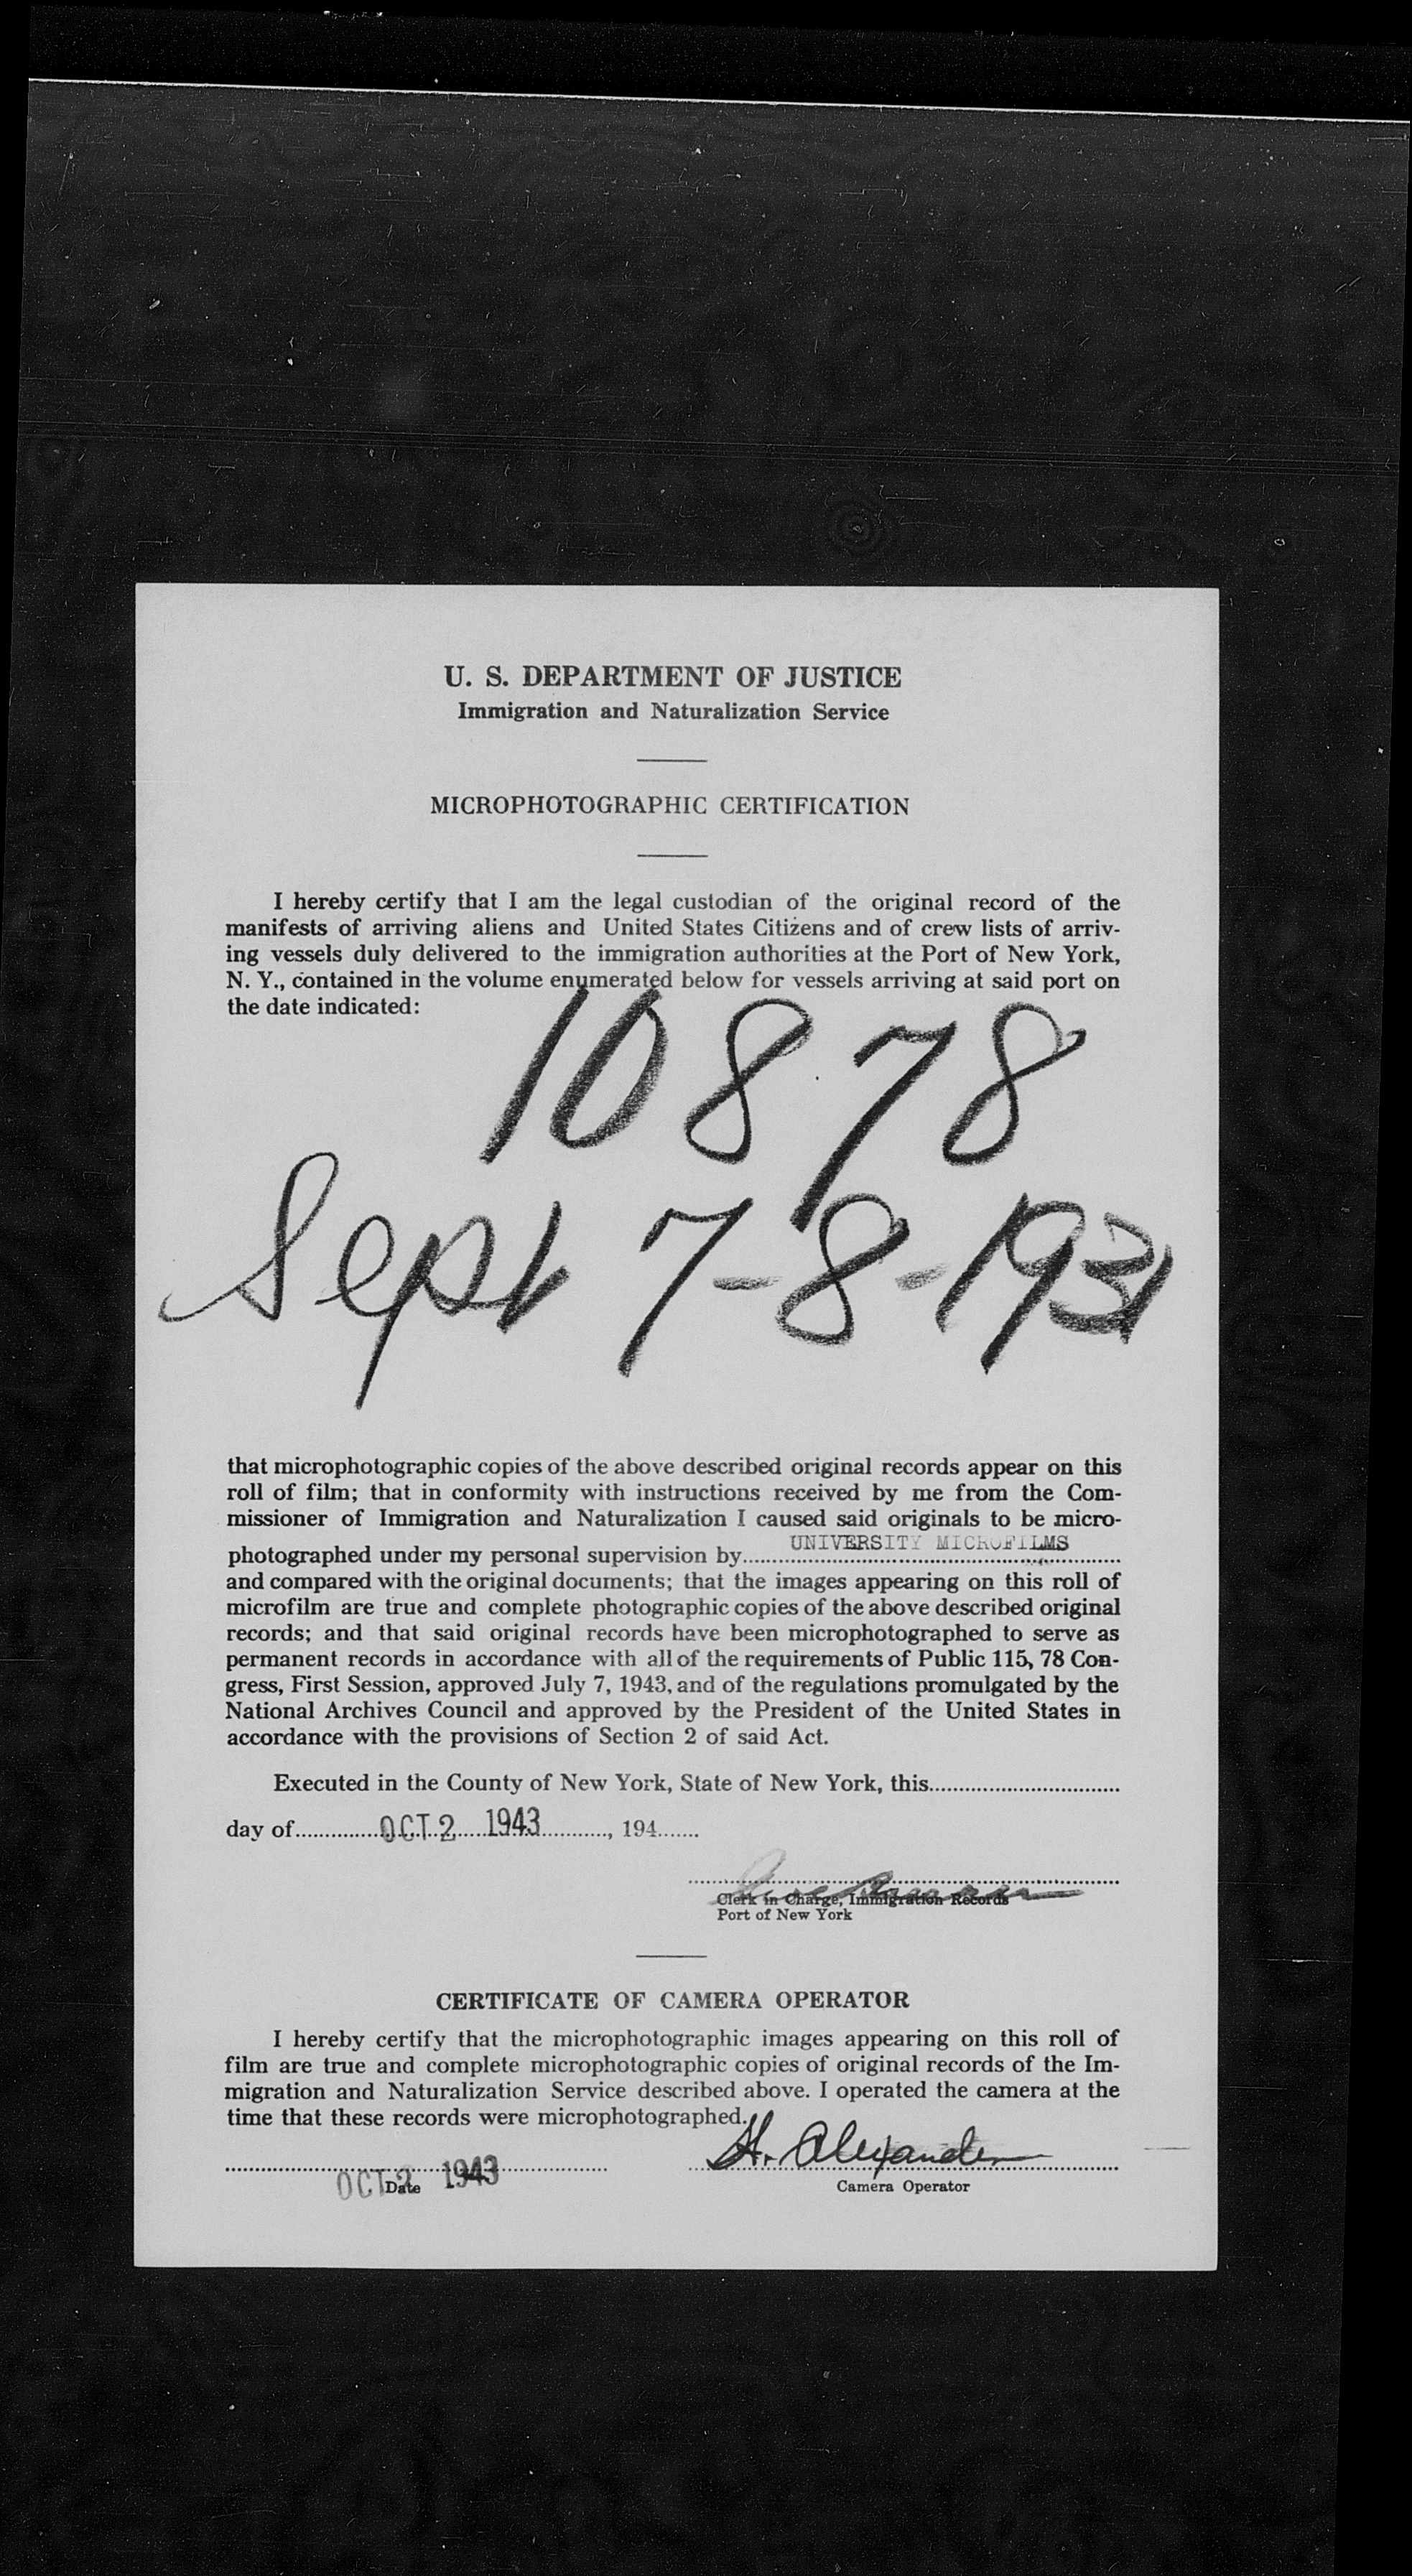 U. S. DEPARTMENT OF JUSTICE
Immigration and Naturalization Service
MICROPHOTOGRAPHIC CERTIFICATION
I hereby certify that I am the legal custodian of the original record of the
manifests of arriving aliens and United States Citizens and of crew lists of arriv-
ing vessels duly delivered to the immigration authorities at the Port of New York,
N. Y., contained in the volume enumerated below for vessels arriving at said port on
the date indicated:
10878
Sept 7-8-1931
that microphotographic copies of the above described original records appear on this
roll of film; that in conformity with instructions received by me from the Com-
missioner of Immigration and Naturalization I caused said originals to be micro-
photographed under my personal supervision by UNIVERSITY MICROFILMS
and compared with the original documents; that the images appearing on this roll of
microfilm are true and complete photographic copies of the above described original
records; and that said original records have been microphotographed to serve as
permanent records in accordance with all of the requirements of Public 115, 78 Con-
gress, First Session, approved July 7, 1943, and of the regulations promulgated by the
National Archives Council and approved by the President of the United States in
accordance with the provisions of Section 2 of said Act.
Executed in the County of New York, State of New York, this
day of OCT 2 1943, 194
Clerk in Charge, Immigration Records
Port of New York
CERTIFICATE OF CAMERA OPERATOR
I hereby certify that the microphotographic images appearing on this roll of
film are true and complete microphotographic copies of original records of the Im-
migration and Naturalization Service described above. I operated the camera at the
time that these records were microphotographed.
H. Alexander
OCT 2 1943
Date
Camera Operator